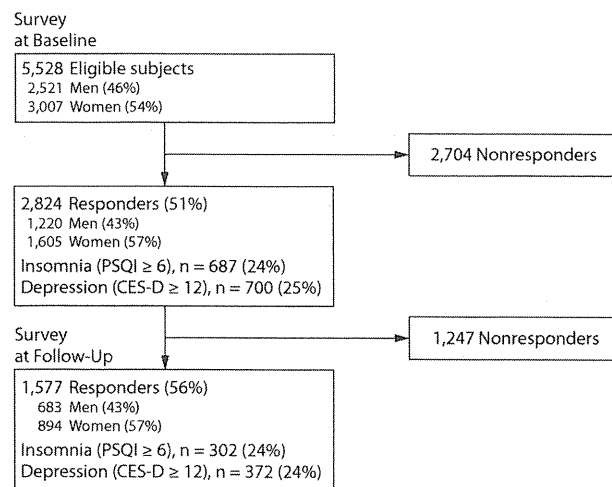 Survey
at Baseline
5,528 Eligible subjects
2,521 Men (46%)
3,007 Women (54%)
2,704 Nonresponders
2,824 Responders (51%)
1,220 Men (43%)
1,605 Women (57%)
Insomnia (PSQI ≥ 6), n = 687 (24%)
Depression (CES-D ≥ 12), n = 700 (25%)
1,247 Nonresponders
Survey
at Follow-Up
1,577 Responders (56%)
683 Men (43%)
894 Women (57%)
Insomnia (PSQI ≥ 6), n = 302 (24%)
Depression (CES-D ≥ 12), n = 372 (24%)